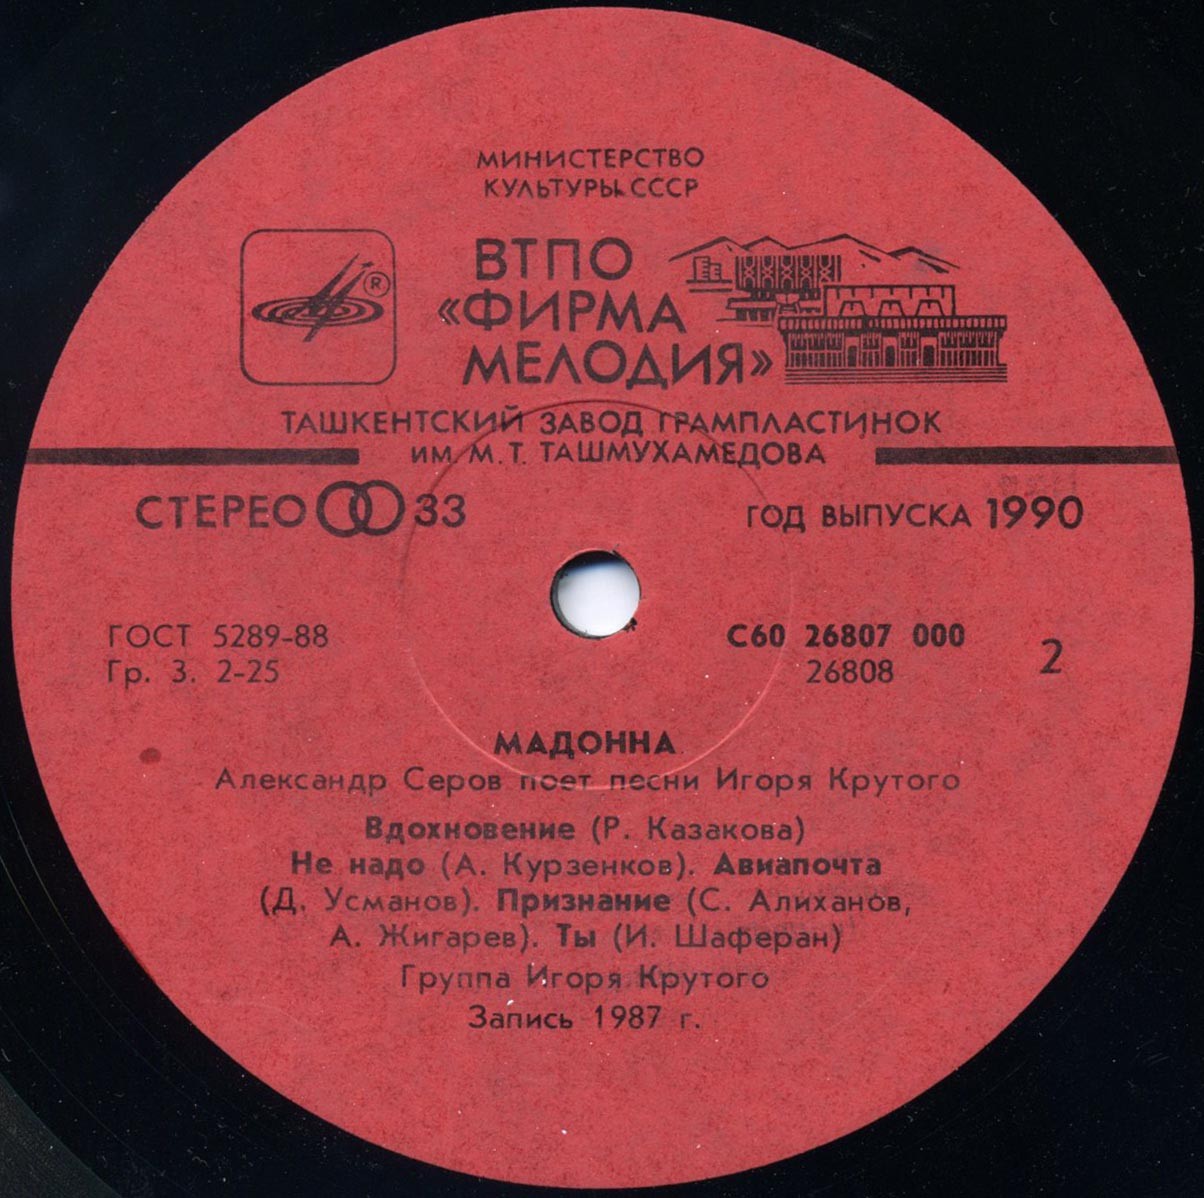 МИНИСТЕРСТВО
КУЛЬТУРЫ СССР
ВТПО
«ФИРМА
МЕЛОДИЯ»
®
ТАШКЕНТСКИЙ ЗАВОД ГРАМПЛАСТИНОК
ИМ. М. Т. ТАШМУХАМЕДОВА
СТЕРЕО 33
ГОД ВЫПУСКА 1990
ГОСТ 5289-88
Гр. 3. 2-25
С60 26807 000
26808
2
МАДОННА
Александр Серов поет песни Игоря Крутого
Вдохновение (Р. Казакова)
Не надо (А. Курзенков). Авиапочта
(Д. Усманов). Признание (С. Алиханов,
А. Жигарев). Ты (И. Шаферан)
Группа Игоря Крутого
Запись 1987 г.